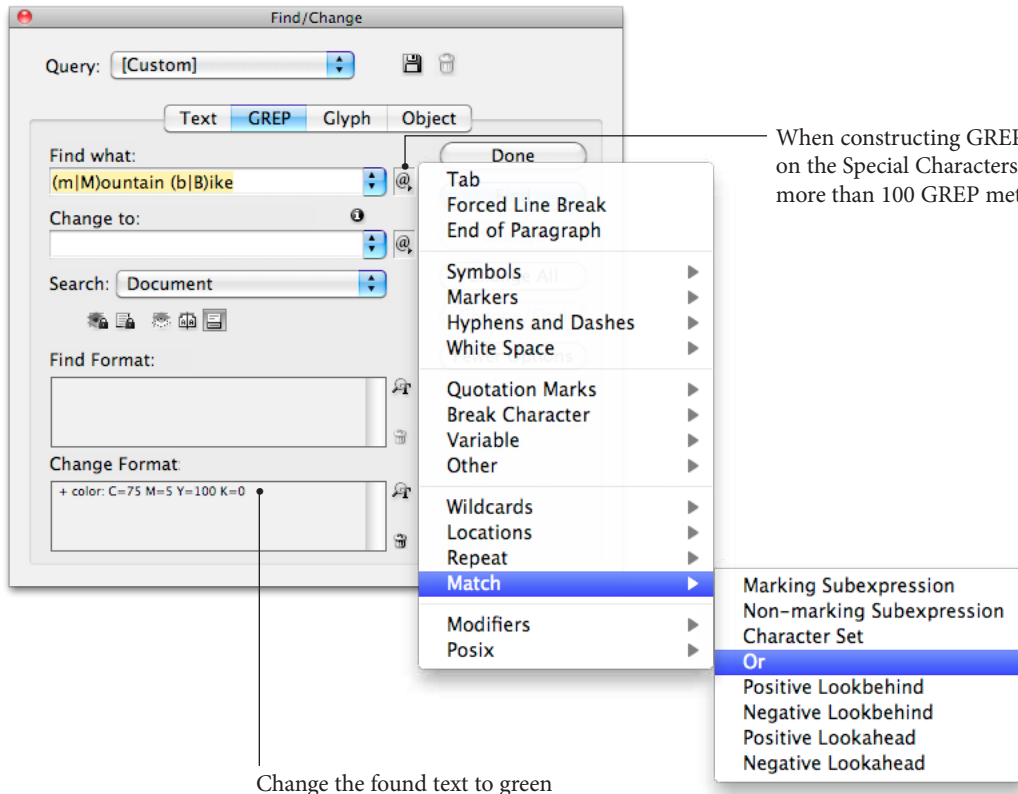 Find/Change
Query: [Custom]
Text GREP Glyph Object
Find what:
(m|M)ountain (b|B)ike
Change to:
Search: Document
Find Format:
Change Format:
+ color: C=75 M=5 Y=100 K=0
Done
Tab
Forced Line Break
End of Paragraph
Symbols
Markers
Hyphens and Dashes
White Space
Quotation Marks
Break Character
Variable
Other
Wildcards
Locations
Repeat
Match
Modifiers
Posix
Marking Subexpression
Non-marking Subexpression
Character Set
Or
Positive Lookbehind
Negative Lookbehind
Positive Lookahead
Negative Lookahead
When constructing GREP
on the Special Characters
more than 100 GREP met
Change the found text to green